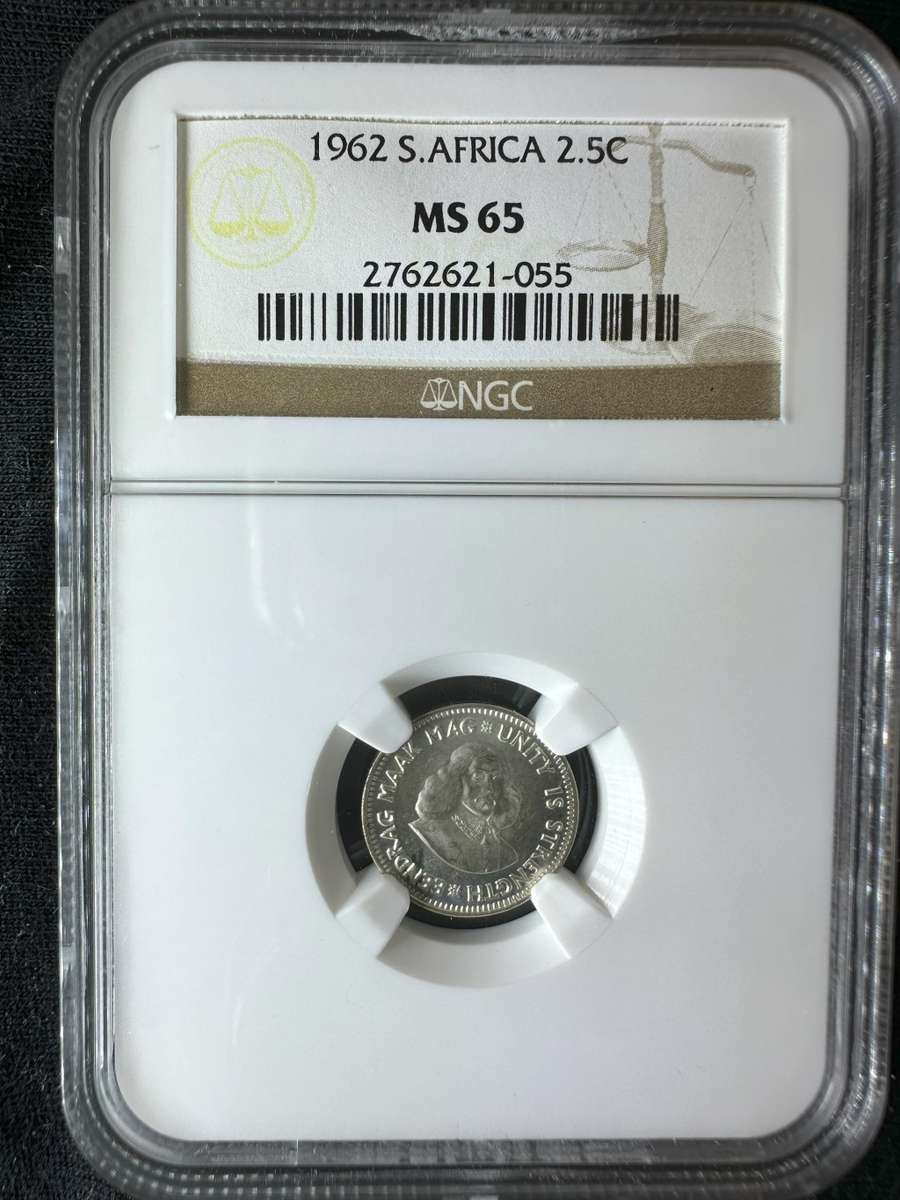 1962 S.AFRICA 2.5C
MS 65
2762621-055
NGC
EENDRAG MAAK MAG * UNITY IS STRENGTH *